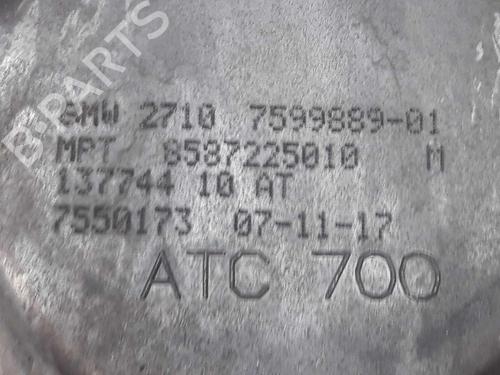 BMW 2710 7599889-01
MPT 8587225010 M
137744 10 AT
7550173 07-11-17
ATC 700
B-PARTS